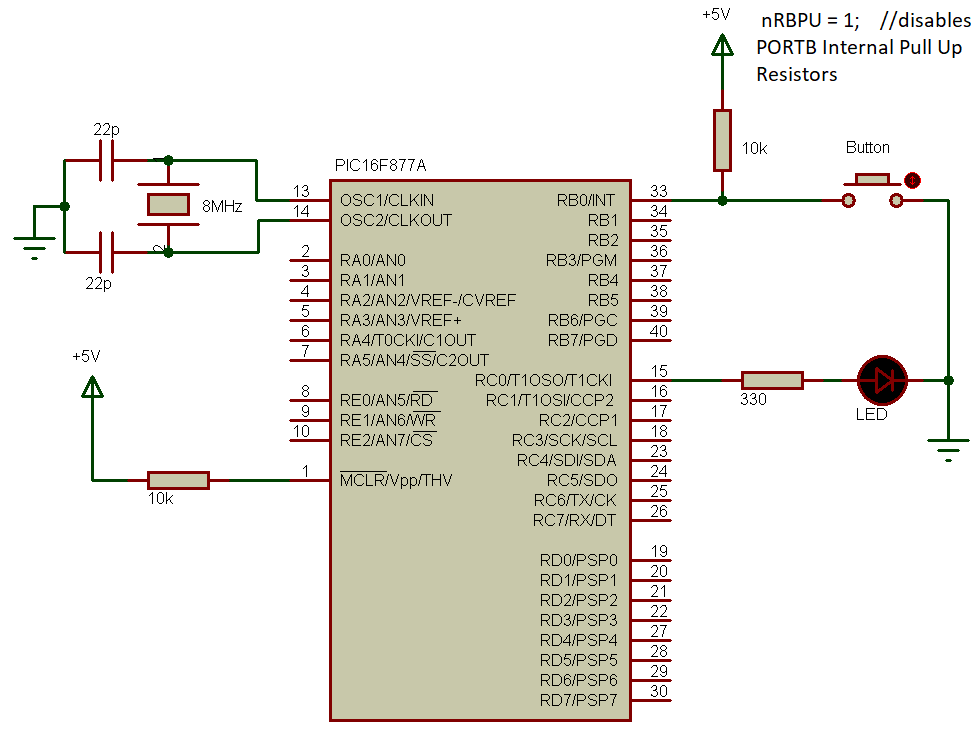 +5V
nRBPU = 1; //disables
PORTB Internal Pull Up
Resistors
22p
10k
Button
PIC16F877A
8MHz
2
22p
13 OSC1/CLKIN
14 OSC2/CLKOUT
2 RA0/AN0
3 RA1/AN1
4 RA2/AN2/VREF-/CVREF
5 RA3/AN3/VREF+
6 RA4/T0CKI/C1OUT
7 RA5/AN4/SS/C2OUT
8 RE0/AN5/RD
9 RE1/AN6/WR
10 RE2/AN7/CS
1 MCLR/Vpp/THV
+5V
10k
RB0/INT 33
RB1 34
RB2 35
RB3/PGM 36
RB4 37
RB5 38
RB6/PGC 39
RB7/PGD 40
RC0/T1OSO/T1CKI 15
RC1/T1OSI/CCP2 16
RC2/CCP1 17
RC3/SCK/SCL 18
RC4/SDI/SDA 23
RC5/SDO 24
RC6/TX/CK 25
RC7/RX/DT 26
RD0/PSP0 19
RD1/PSP1 20
RD2/PSP2 21
RD3/PSP3 22
RD4/PSP4 27
RD5/PSP5 28
RD6/PSP6 29
RD7/PSP7 30
330
LED